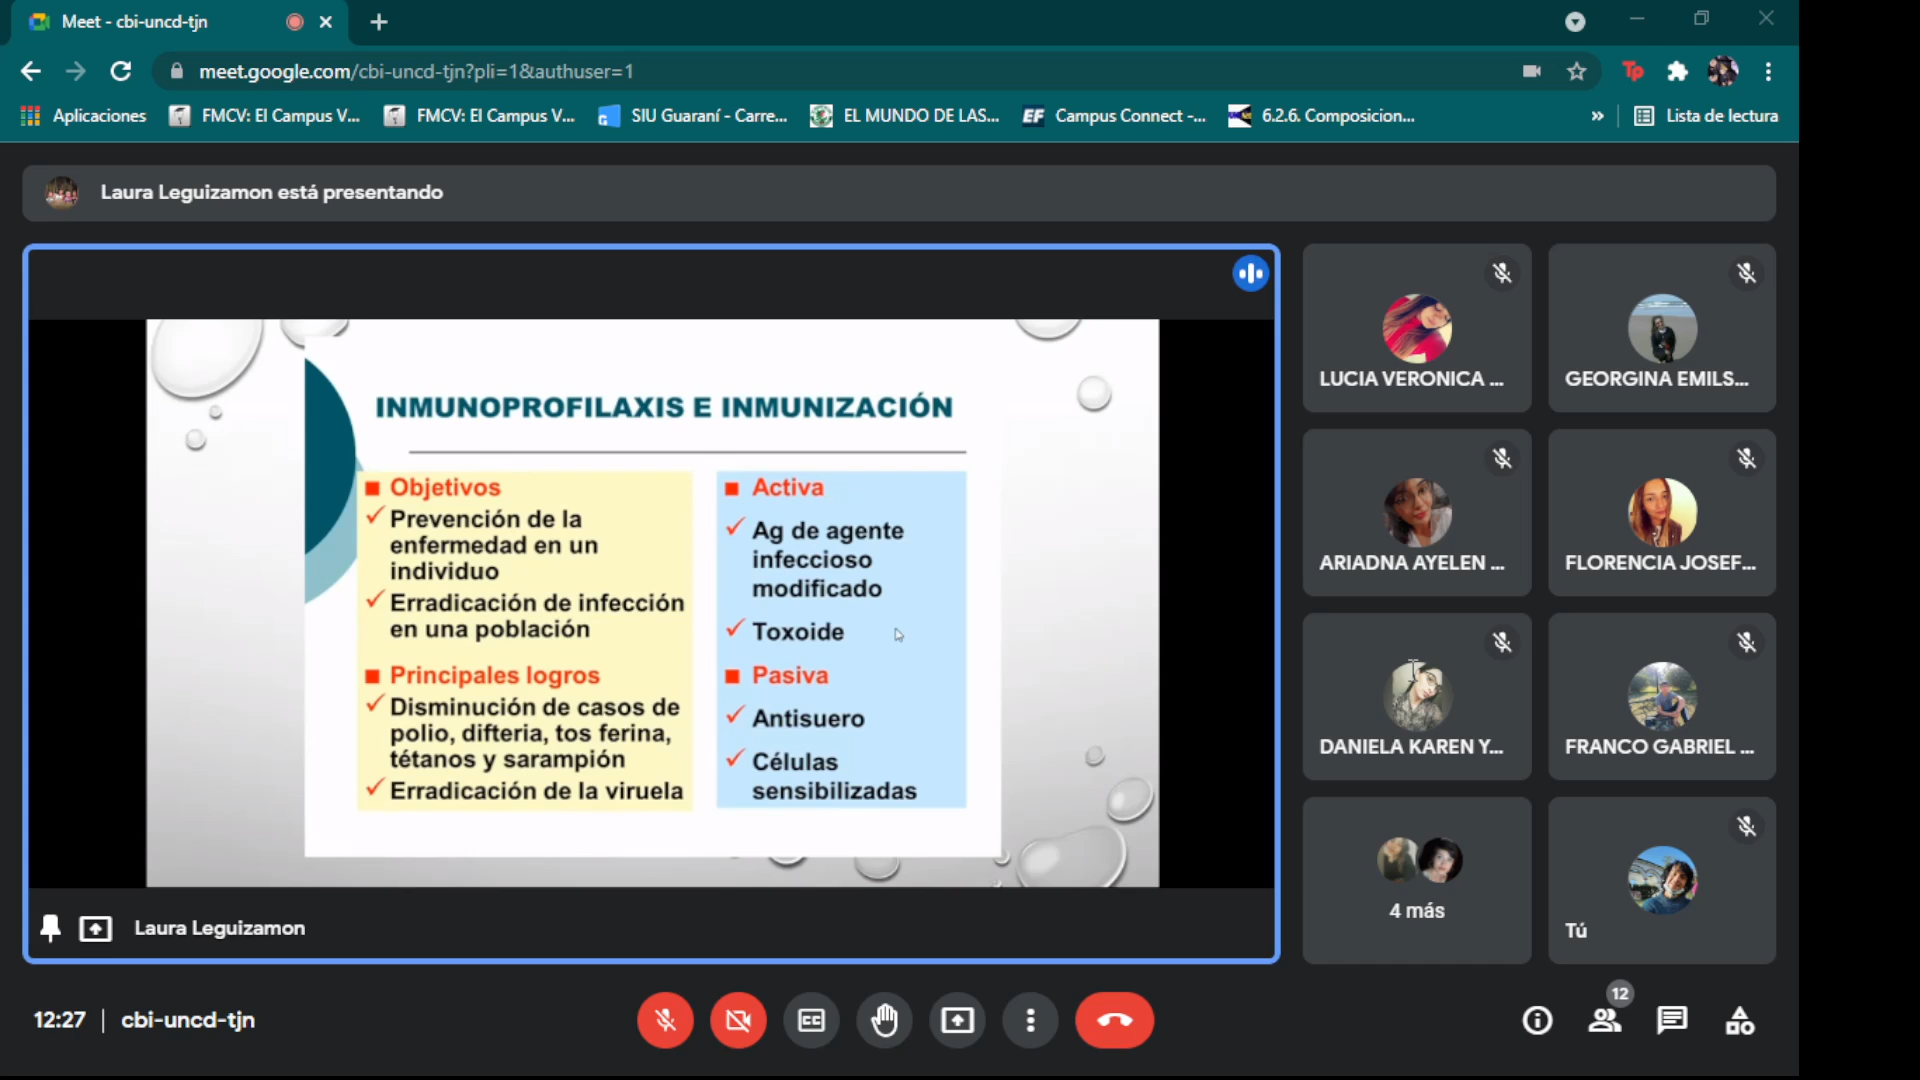 Meet - cbi-uncd-tjn
meet.google.com/cbi-uncd-tjn?pli=1&authuser=1
Aplicaciones
FMCV: El Campus V...
FMCV: El Campus V...
SIU Guaraní - Carre...
EL MUNDO DE LAS...
EF Campus Connect -...
6.2.6. Composicion...
»
Lista de lectura
Laura Leguizamon está presentando
INMUNOPROFILAXIS E INMUNIZACIÓN
Objetivos
Prevención de la
enfermedad en un
individuo
Erradicación de infección
en una población
Principales logros
Disminución de casos de
polio, difteria, tos ferina,
tétanos y sarampión
Erradicación de la viruela
Activa
Ag de agente
infeccioso
modificado
Toxoide
Pasiva
Antisuero
Células
sensibilizadas
Laura Leguizamon
LUCIA VERONICA ...
GEORGINA EMILS...
ARIADNA AYELEN ...
FLORENCIA JOSEF...
DANIELA KAREN Y...
FRANCO GABRIEL ...
4 más
Tú
12:27 | cbi-uncd-tjn
CC
12